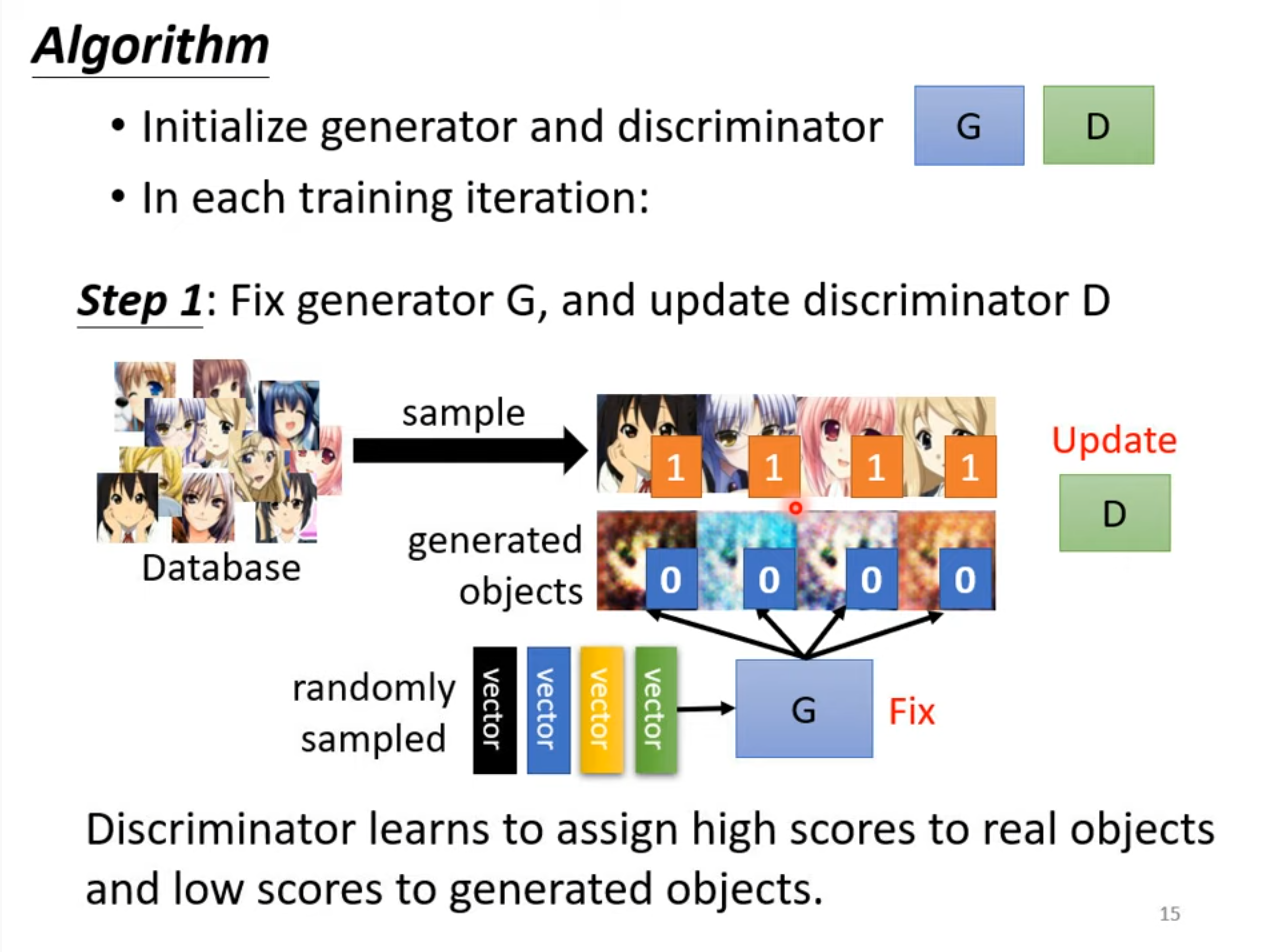 Algorithm
• Initialize generator and discriminator G D
• In each training iteration:
Step 1: Fix generator G, and update discriminator D
sample
Update
1 1 1 1
D
generated
objects
0 0 0 0
Database
randomly
sampled
vector vector vector vector
G
Fix
Discriminator learns to assign high scores to real objects
and low scores to generated objects.
15